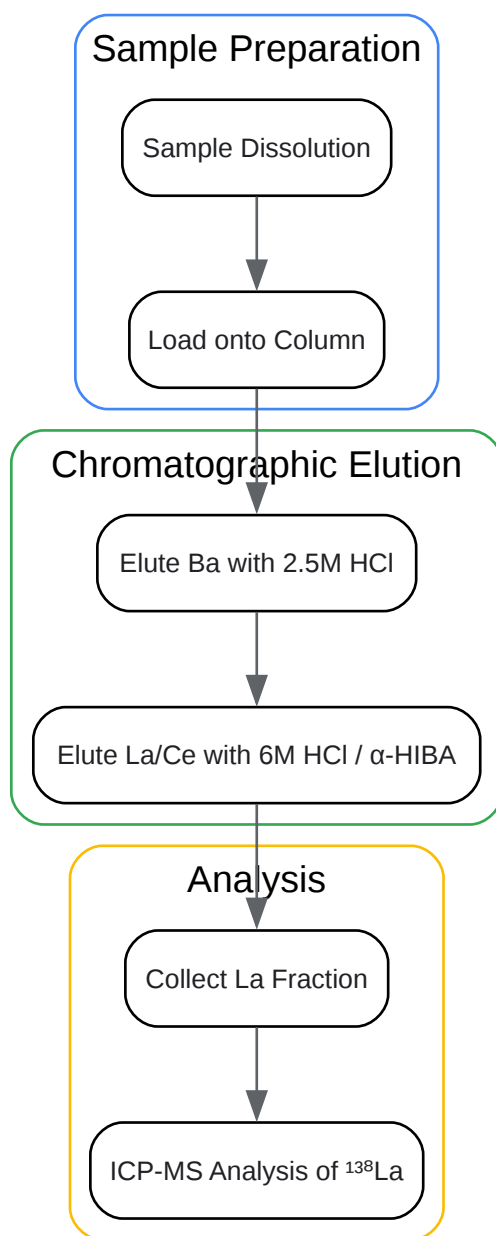 Sample Preparation
Sample Dissolution
Load onto Column
Chromatographic Elution
Elute Ba with 2.5M HCl
Elute La/Ce with 6M HCl / α-HIBA
Analysis
Collect La Fraction
ICP-MS Analysis of ¹³⁸La